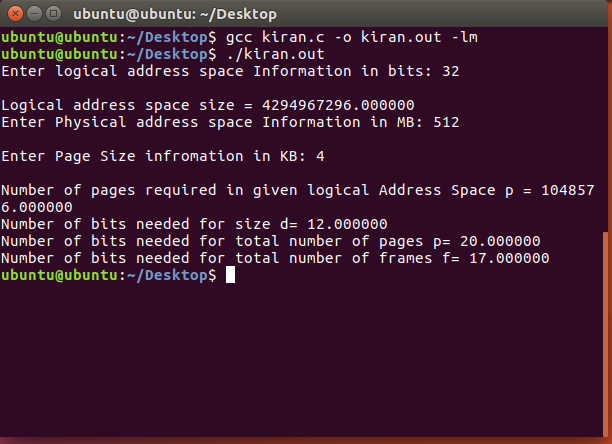 ubuntu@ubuntu: ~/Desktop
ubuntu@ubuntu:~/Desktop$ gcc kiran.c -o kiran.out -lm
ubuntu@ubuntu:~/Desktop$ ./kiran.out
Enter logical address space Information in bits: 32
Logical address space size = 4294967296.000000
Enter Physical address space Information in MB: 512
Enter Page Size infromation in KB: 4
Number of pages required in given logical Address Space p = 104857
6.000000
Number of bits needed for size d= 12.000000
Number of bits needed for total number of pages p= 20.000000
Number of bits needed for total number of frames f= 17.000000
ubuntu@ubuntu:~/Desktop$